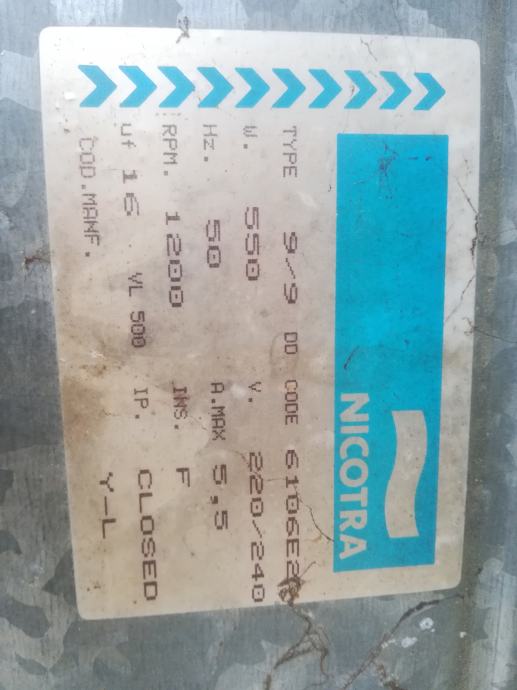 NICOTRA
TYPE 9/9 DD CODE 6106E2
W. 550 V. 220/240
Hz. 50 A.MAX 5,5
RPM. 1200 INS. F
uf 16 VL 500 IP. CLOSED
COD.MANF. Y-L